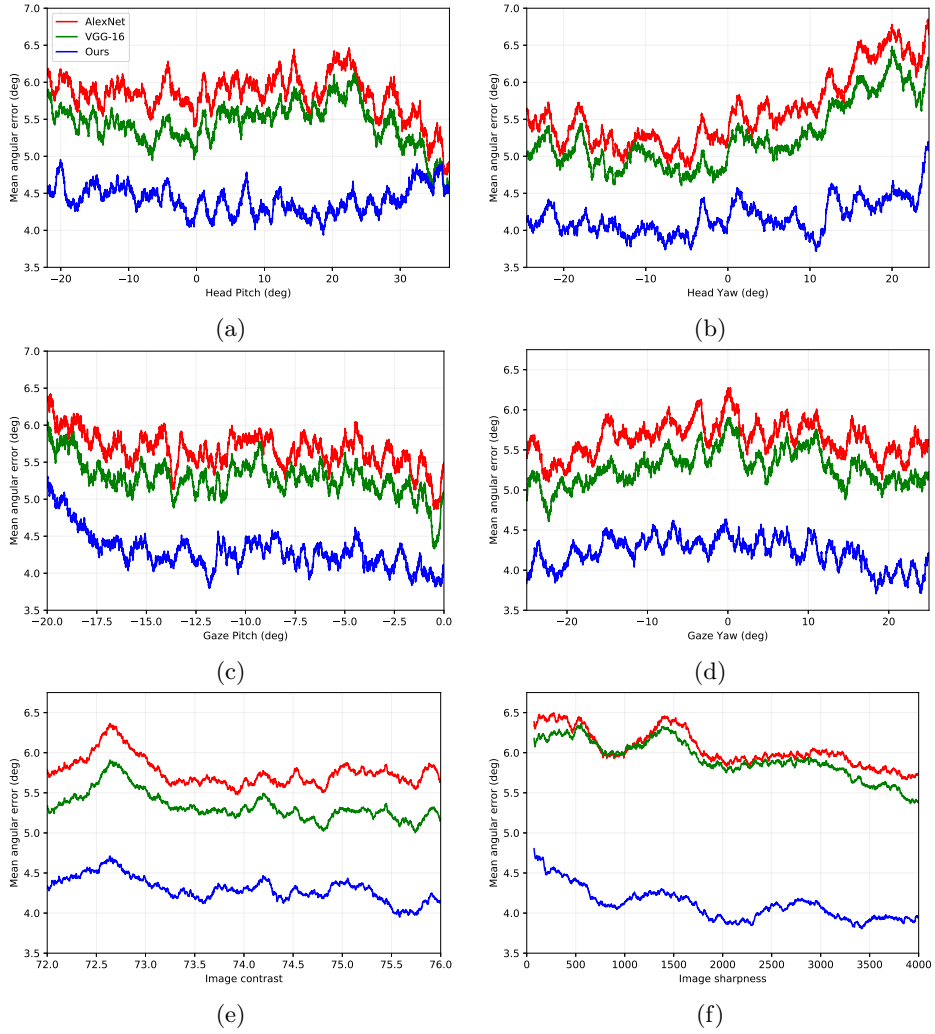 AlexNet
VGG-16
Ours
7.0
6.5
6.0
5.5
5.0
4.5
4.0
3.5
Mean angular error (deg)
−20 −10 0 10 20 30
Head Pitch (deg)
(a)
7.0
6.5
6.0
5.5
5.0
4.5
4.0
3.5
Mean angular error (deg)
−20 −10 0 10 20
Head Yaw (deg)
(b)
7.0
6.5
6.0
5.5
5.0
4.5
4.0
3.5
Mean angular error (deg)
−20.0 −17.5 −15.0 −12.5 −10.0 −7.5 −5.0 −2.5 0.0
Gaze Pitch (deg)
(c)
6.5
6.0
5.5
5.0
4.5
4.0
3.5
Mean angular error (deg)
−20 −10 0 10 20
Gaze Yaw (deg)
(d)
6.5
6.0
5.5
5.0
4.5
4.0
3.5
Mean angular error (deg)
72.0 72.5 73.0 73.5 74.0 74.5 75.0 75.5 76.0
Image contrast
(e)
6.5
6.0
5.5
5.0
4.5
4.0
3.5
Mean angular error (deg)
0 500 1000 1500 2000 2500 3000 3500 4000
Image sharpness
(f)